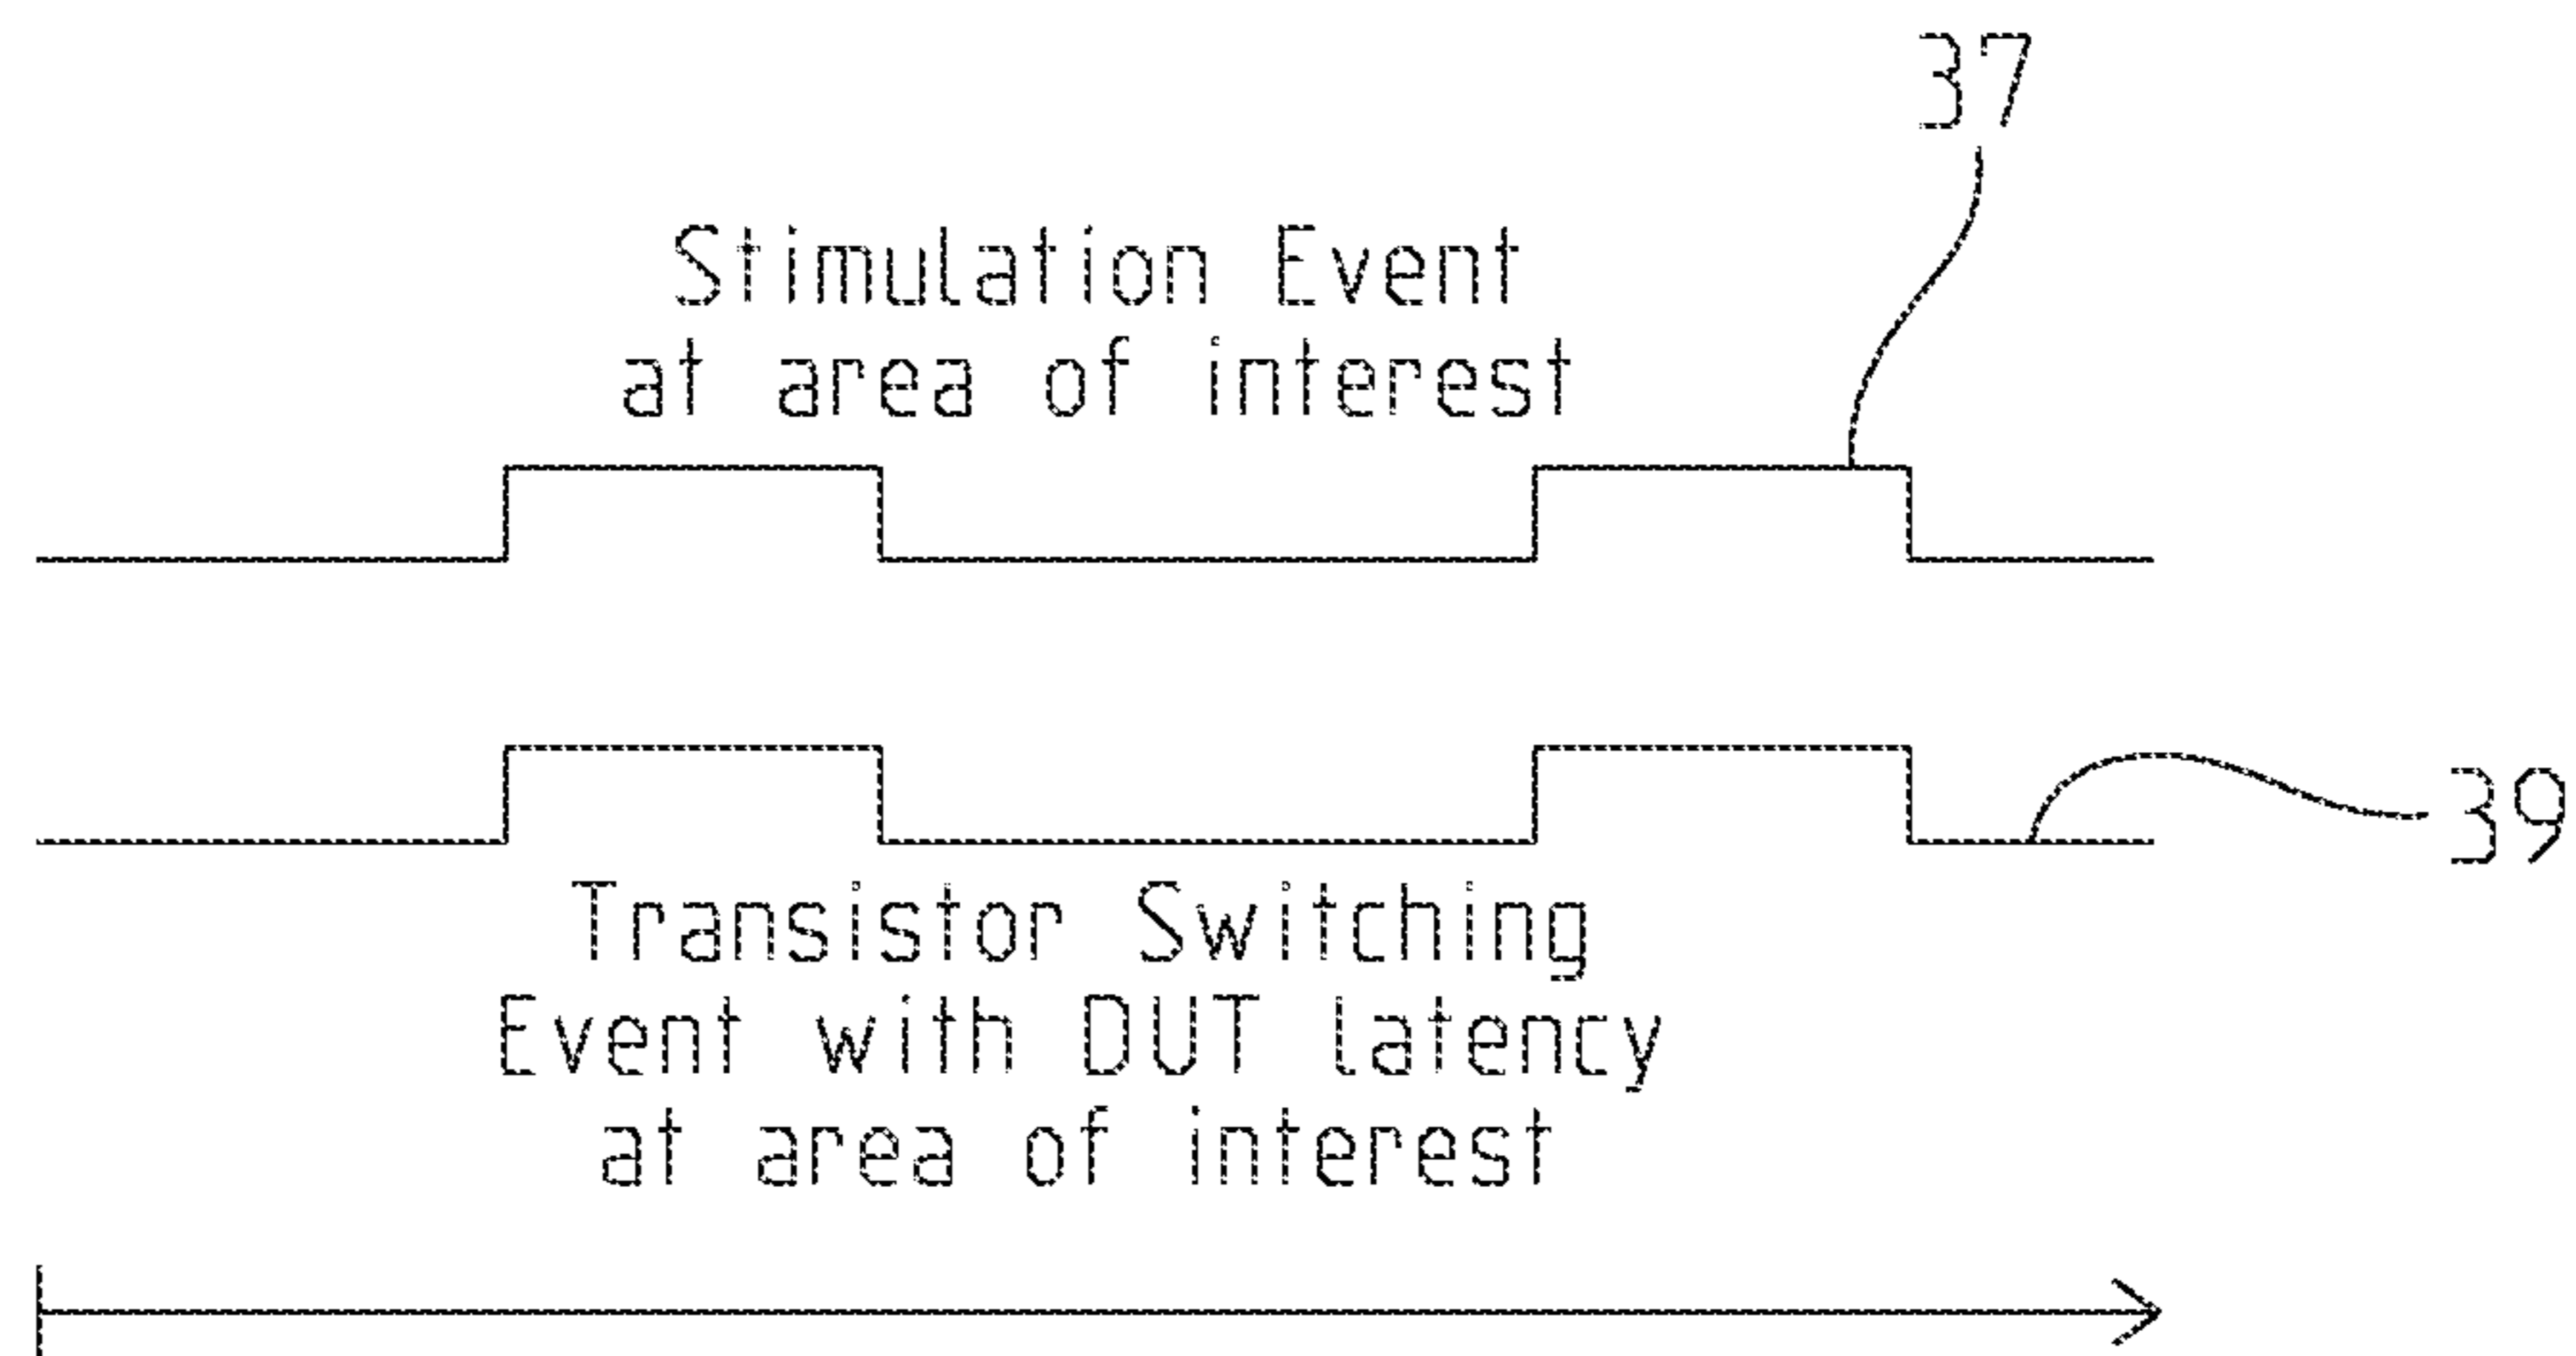 37
Stimulation Event
at area of interest
39
Transistor Switching
Event with DUT latency
at area of interest